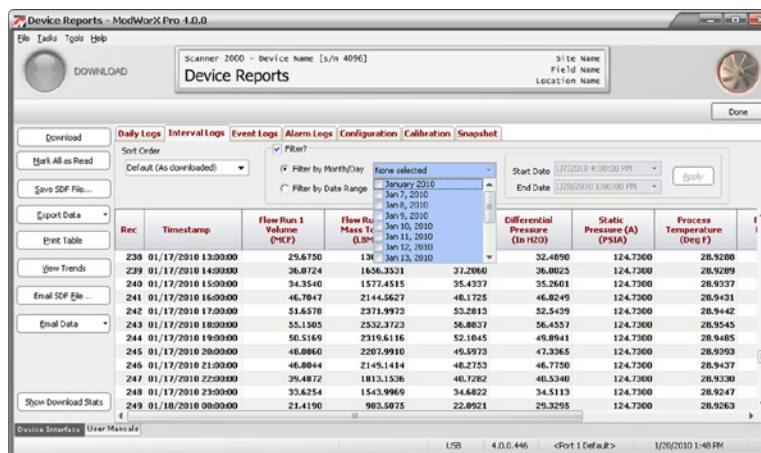 Device Reports - ModWorX Pro 4.0.0
File Tasks Tools Help
DOWNLOAD
Scanner 2000 - Device Name [s/n 4096]
Device Reports
Site Name
Field Name
Location Name
Done
Download
Mark All as Read
Save SDF File...
Export Data
Print Table
View Trends
Email SDF File...
Email Data
Show Download Stats
Daily Logs Interval Logs Event Logs Alarm Logs Configuration Calibration Snapshot
Sort Order
Default (As downloaded)
Filter?
Filter by Month/Day
None selected
Filter by Date Range
January 2010
Jan 7, 2010
Jan 8, 2010
Jan 9, 2010
Jan 10, 2010
Jan 11, 2010
Jan 12, 2010
Jan 13, 2010
Start Date 1/7/2010 4:00:00 PM
End Date 1/20/2010 1:00:00 PM
Apply
Rec Timestamp Flow Run 1 Volume (MCF) Flow Ru Mass To (LBM Differential Pressure (In H2O) Static Pressure (A) (PSIA) Process Temperature (Deg F)
238 01/17/2010 13:00:00 29.6750 32.4890 124.7300 28.9288
239 01/17/2010 14:00:00 36.0724 1656.3531 37.2060 36.0025 124.7300 28.9289
240 01/17/2010 15:00:00 34.3540 1577.4515 35.4337 35.2601 124.7300 28.9337
241 01/17/2010 16:00:00 46.7047 2144.5627 48.1725 46.8249 124.7300 28.9431
242 01/17/2010 17:00:00 51.6578 2371.9973 53.2813 52.5439 124.7300 28.9442
243 01/17/2010 18:00:00 55.1505 2532.3723 56.8837 56.4557 124.7300 28.9545
244 01/17/2010 19:00:00 50.5169 2319.6116 52.1045 49.8941 124.7300 28.9485
245 01/17/2010 20:00:00 48.0860 2207.9910 49.5973 47.3365 124.7300 28.9393
246 01/17/2010 21:00:00 46.8044 2149.1414 48.2753 46.7750 124.7300 28.9437
247 01/17/2010 22:00:00 39.4872 1813.1536 40.7282 40.5340 124.7300 28.9330
248 01/17/2010 23:00:00 33.6254 1543.9969 34.6822 34.5113 124.7300 28.9247
249 01/18/2010 00:00:00 21.4190 983.5075 22.0921 29.3295 124.7300 28.9263
Device Interface User Manuals
USB 4.0.0.446 <Port 1 Default> 1/20/2010 1:48 PM